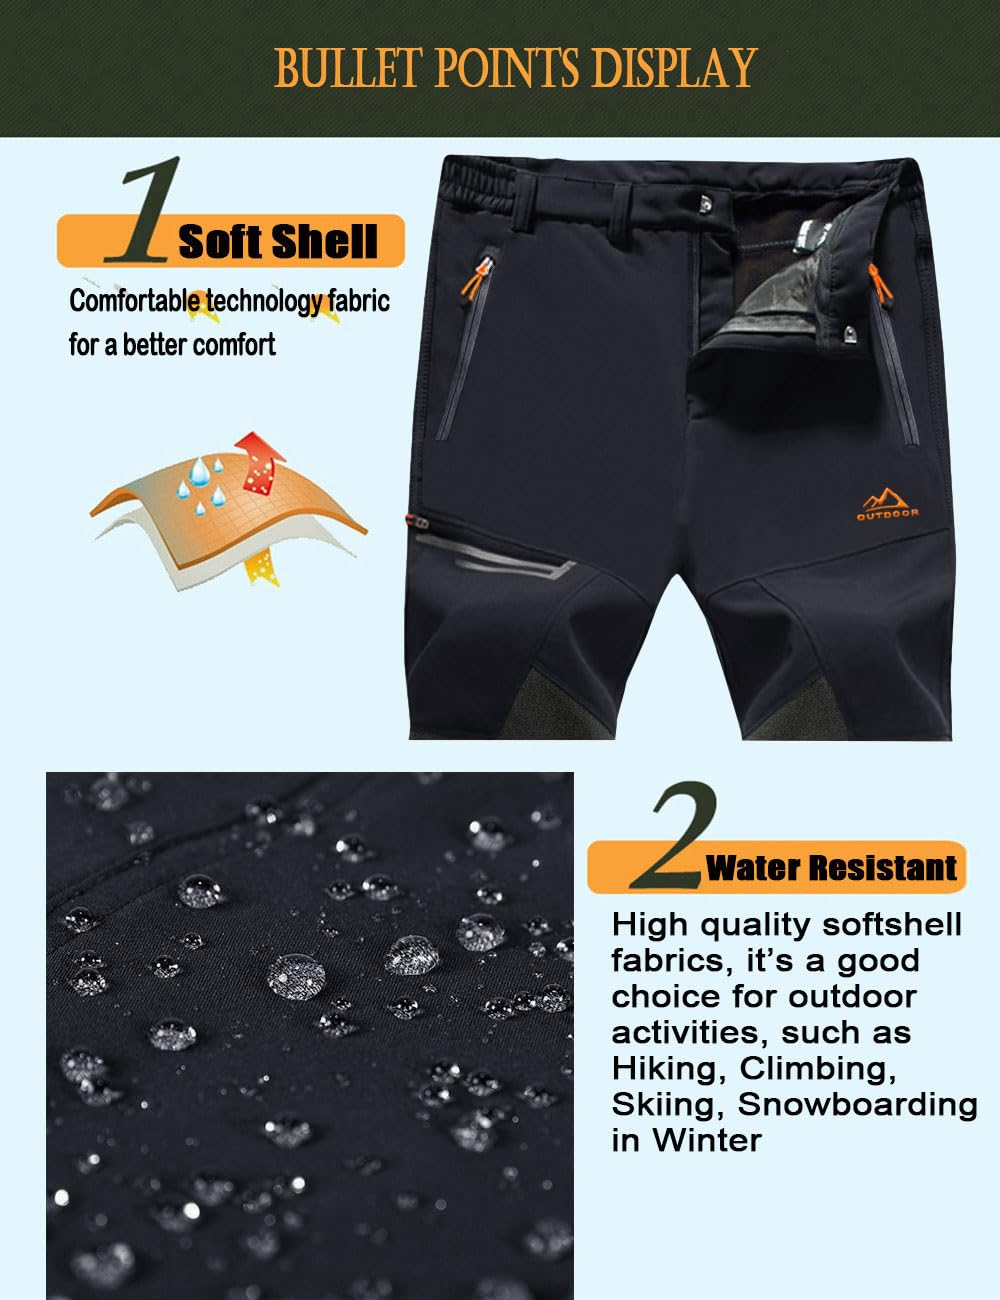 BULLET POINTS DISPLAY
1
Soft Shell
Comfortable technology fabric
for a better comfort
OUTDOOR
2
Water Resistant
High quality softshell
fabrics, it's a good
choice for outdoor
activities, such as
Hiking, Climbing,
Skiing, Snowboarding
in Winter